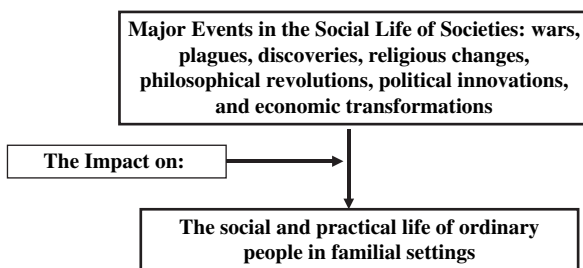 Major Events in the Social Life of Societies: wars,
plagues, discoveries, religious changes,
philosophical revolutions, political innovations,
and economic transformations
The Impact on:
The social and practical life of ordinary
people in familial settings